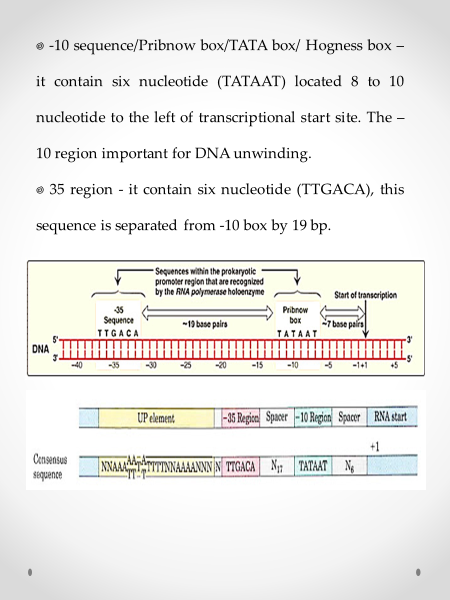 ๏ -10 sequence/Pribnow box/TATA box/ Hogness box –
it contain six nucleotide (TATAAT) located 8 to 10
nucleotide to the left of transcriptional start site. The –
10 region important for DNA unwinding.
๏ 35 region - it contain six nucleotide (TTGACA), this
sequence is separated from -10 box by 19 bp.
Sequences within the prokaryotic
promoter region that are recognized
by the RNA polymerase holoenzyme
Start of transcription
-35
Sequence
~19 base pairs
Pribnow
box
~7 base pairs
T T G A C A
T A T A A T
DNA
5'
3'
3'
5'
–40 –35 –30 –25 –20 –15 –10 –5 –1+1 +5
UP element –35 Region Spacer –10 Region Spacer RNA start
+1
Consensus
sequence
TTGACA N17 TATAAT N6